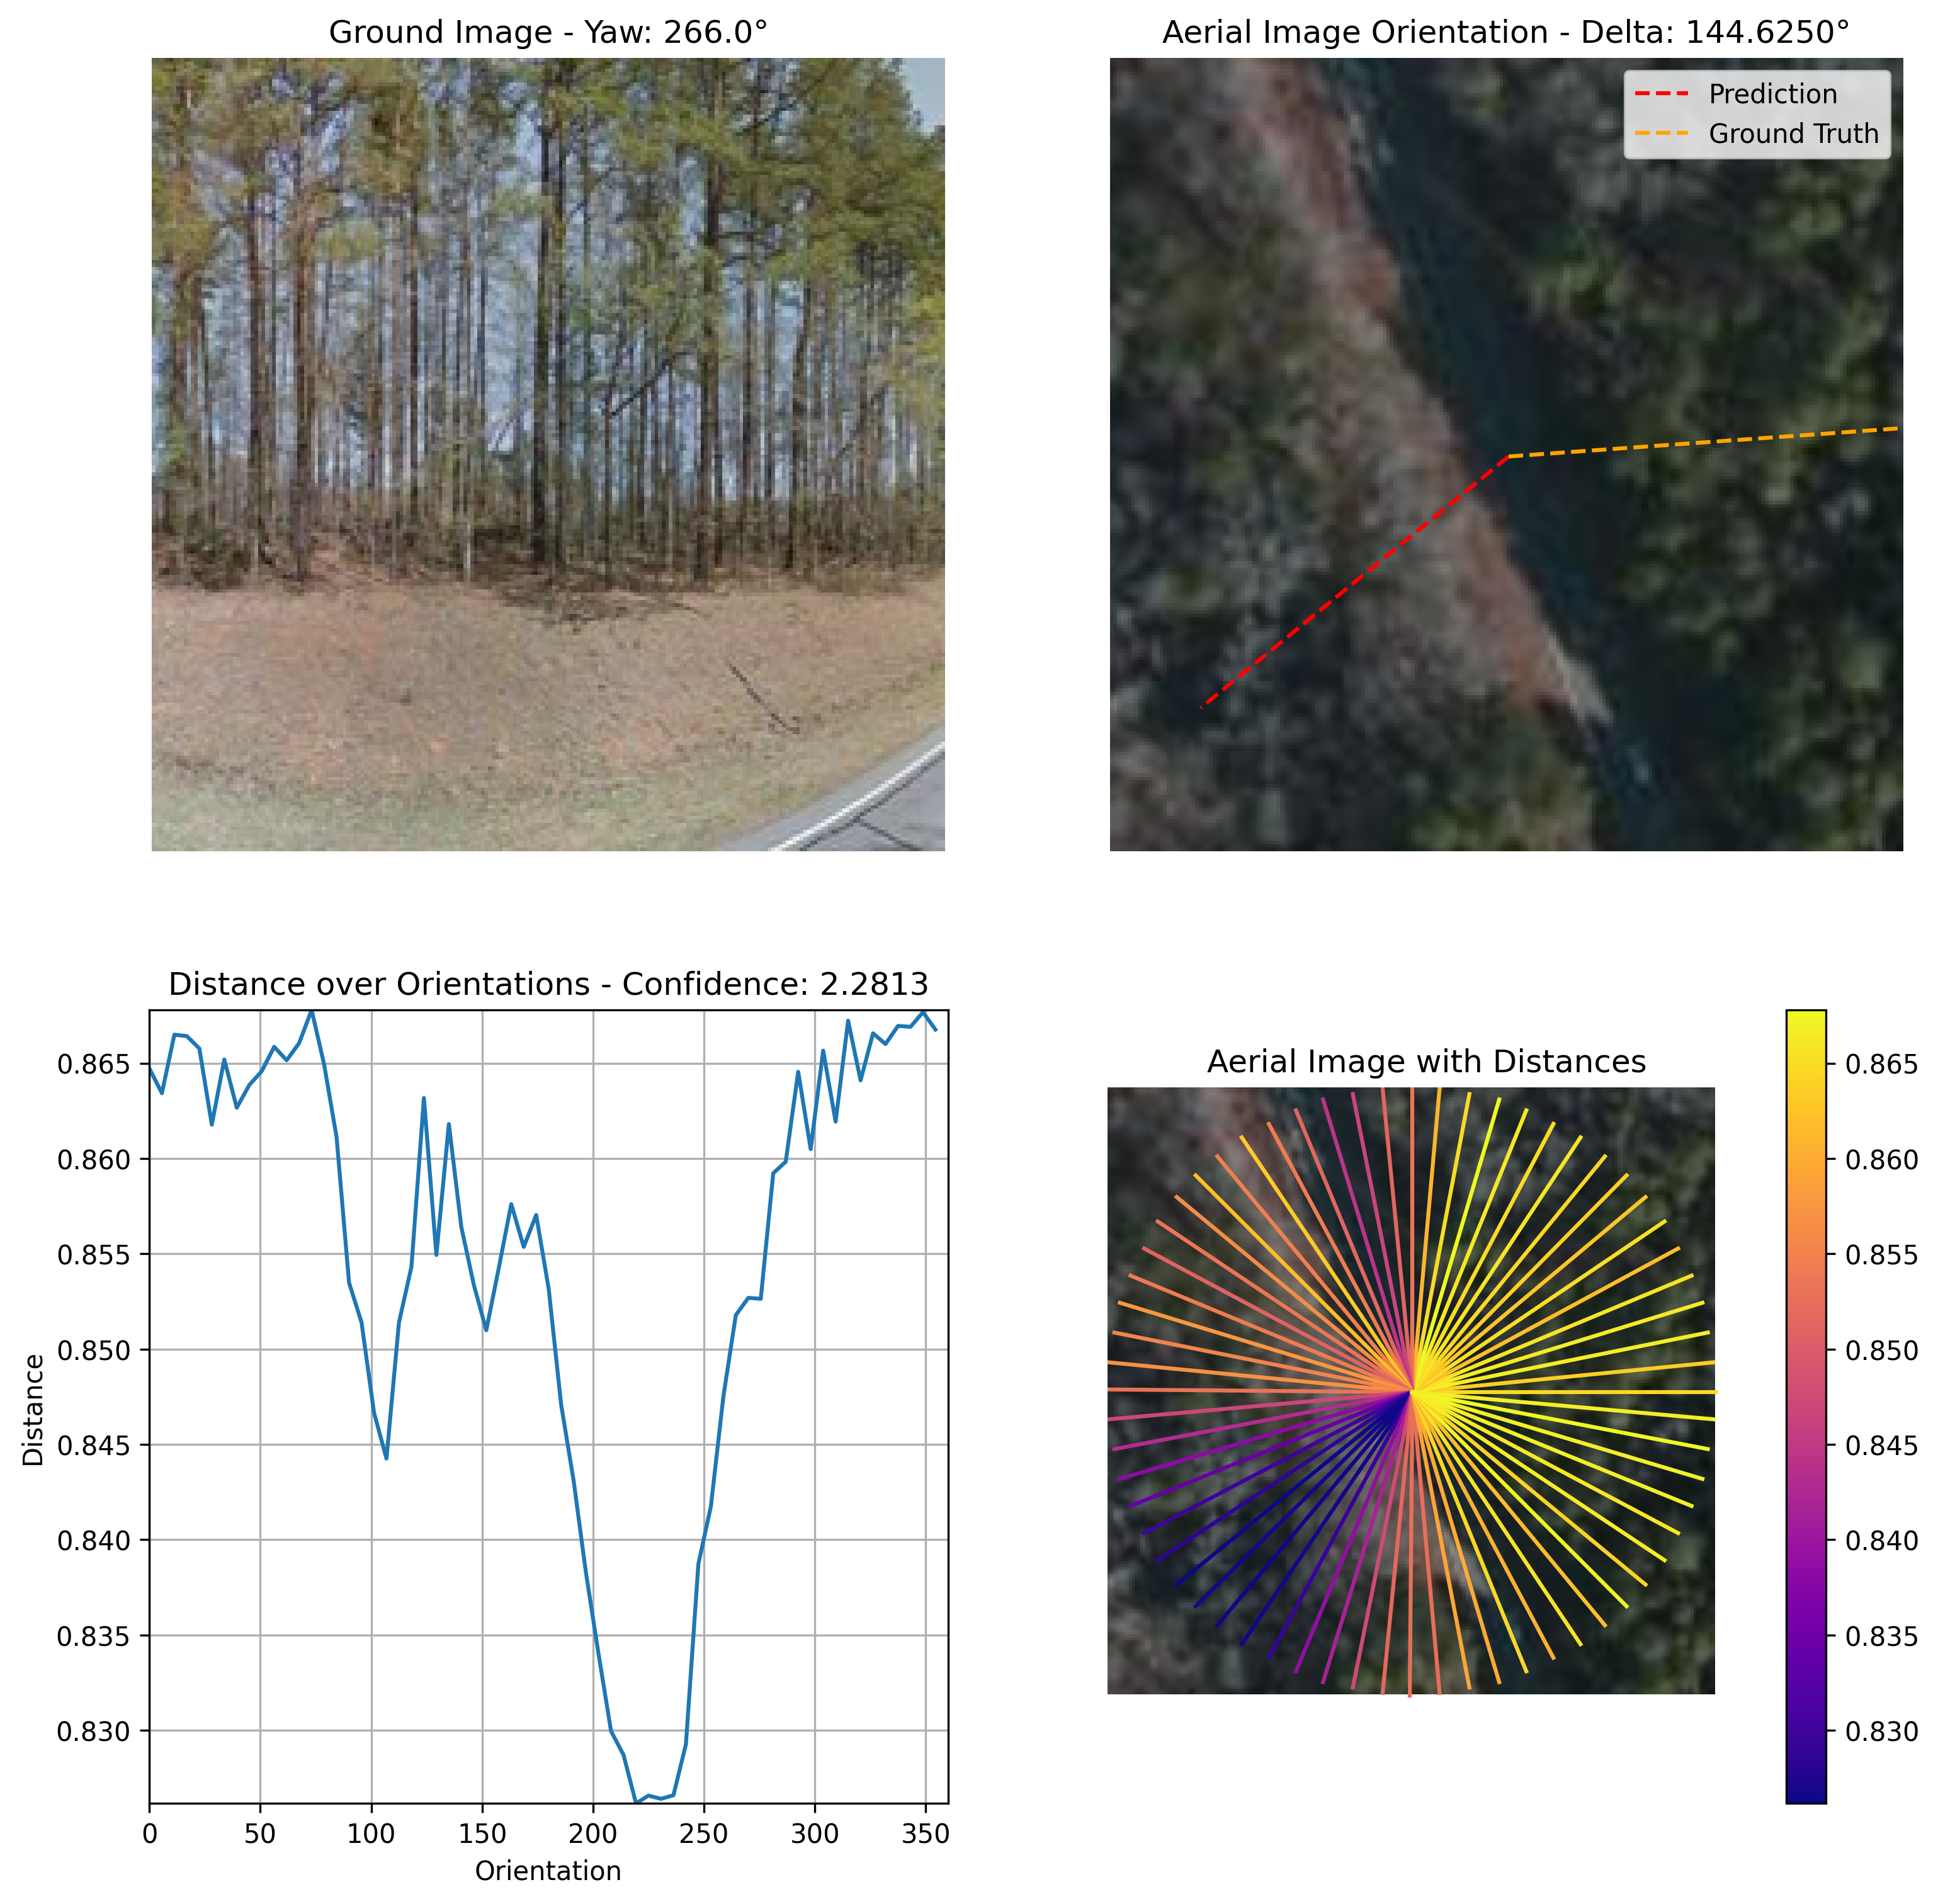 Ground Image - Yaw: 266.0°
Aerial Image Orientation - Delta: 144.6250°
Prediction
Ground Truth
Distance over Orientations - Confidence: 2.2813
0.865
0.860
0.855
0.850
0.845
0.840
0.835
0.830
Distance
0 50 100 150 200 250 300 350
Orientation
Aerial Image with Distances
0.865
0.860
0.855
0.850
0.845
0.840
0.835
0.830